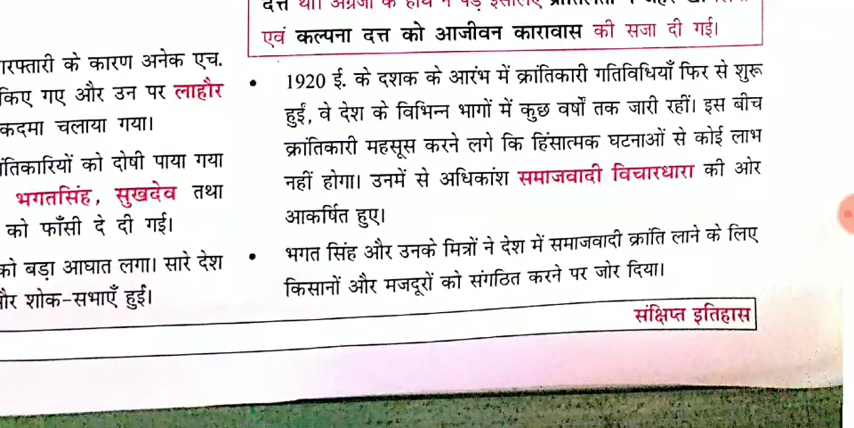 गरफ्तारी के कारण अनेक एच.
किए गए और उन पर लाहौर
कदमा चलाया गया।
ांतिकारियों को दोषी पाया गया
भगतसिंह, सुखदेव तथा
को फाँसी दे दी गई।
को बड़ा आघात लगा। सारे देश
और शोक-सभाएँ हुईं।
दत्त था। अंग्रेजों के हाथ न पड़े इसलिए
एवं कल्पना दत्त को आजीवन कारावास की सजा दी गई।
• 1920 ई. के दशक के आरंभ में क्रांतिकारी गतिविधियाँ फिर से शुरू
हुईं, वे देश के विभिन्न भागों में कुछ वर्षों तक जारी रहीं। इस बीच
क्रांतिकारी महसूस करने लगे कि हिंसात्मक घटनाओं से कोई लाभ
नहीं होगा। उनमें से अधिकांश समाजवादी विचारधारा की ओर
आकर्षित हुए।
• भगत सिंह और उनके मित्रों ने देश में समाजवादी क्रांति लाने के लिए
किसानों और मजदूरों को संगठित करने पर जोर दिया।
संक्षिप्त इतिहास